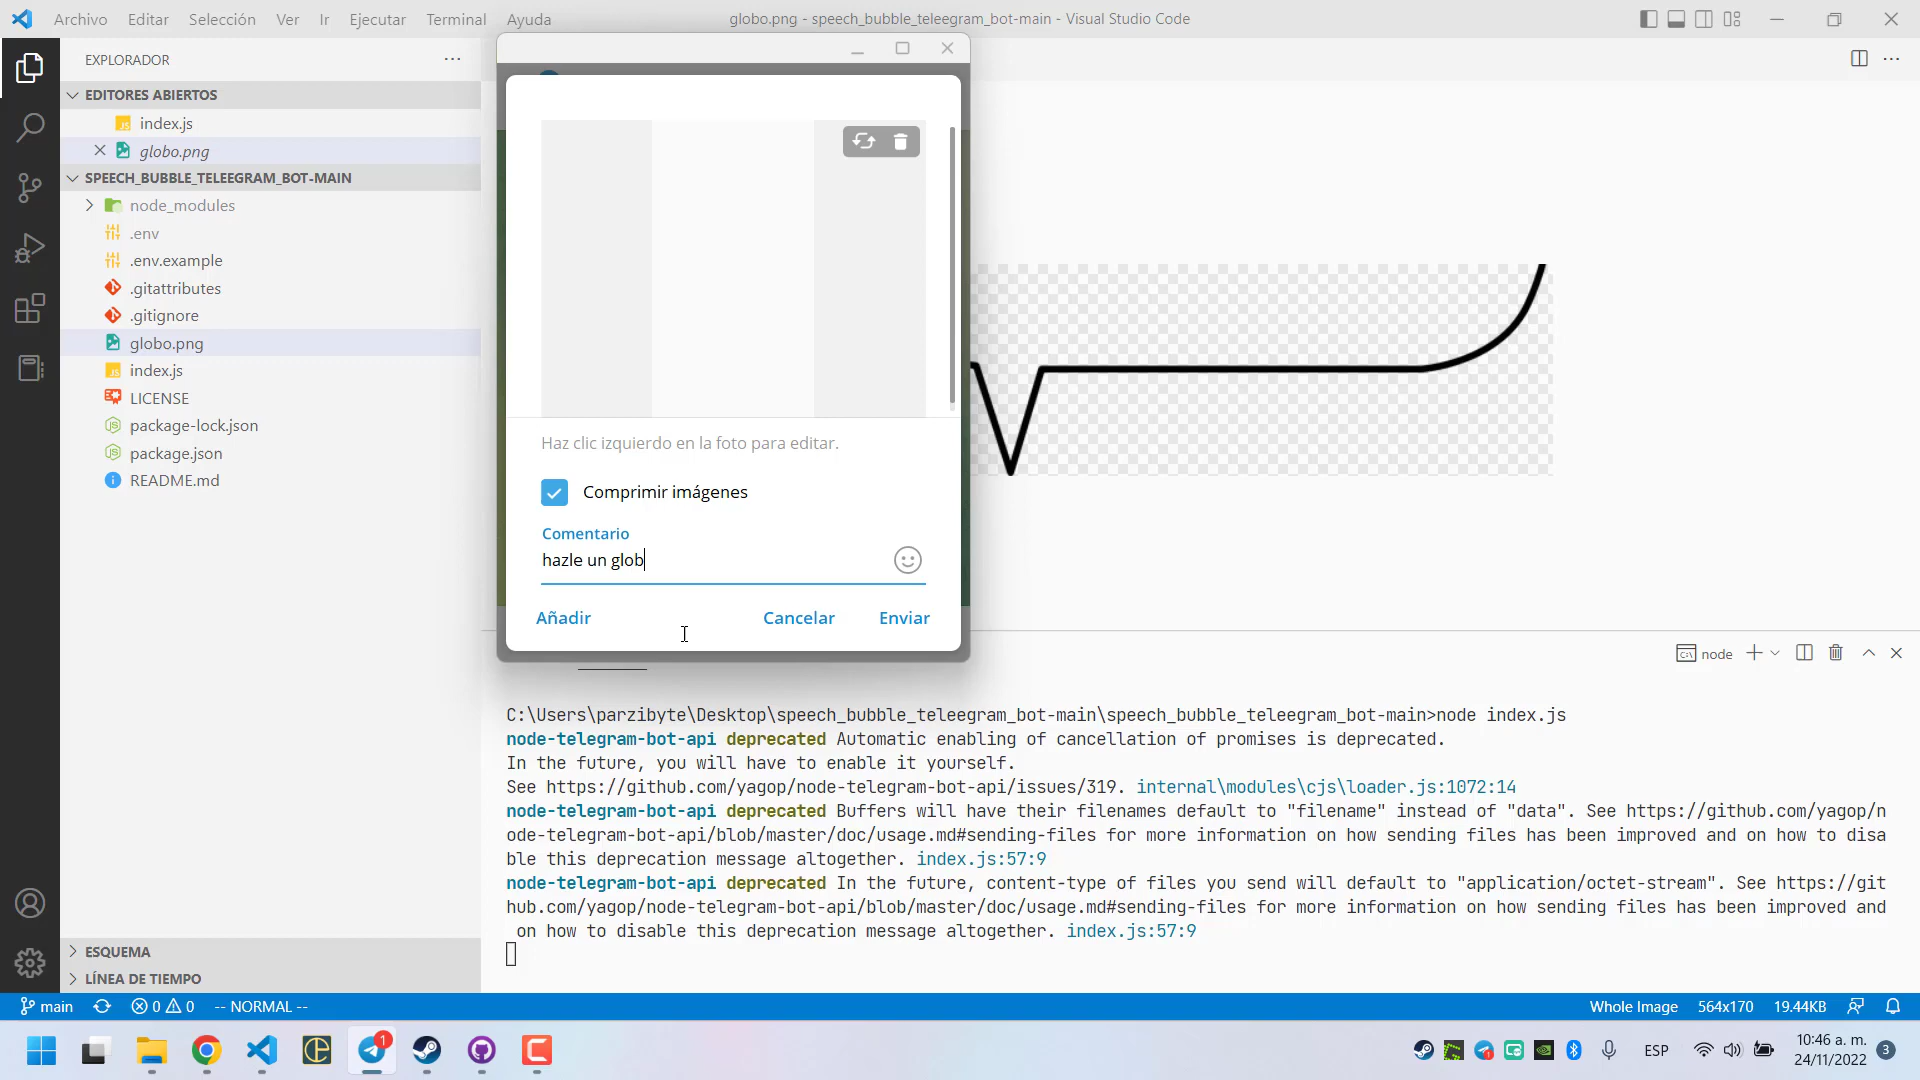 Archivo Editar Selección Ver Ir Ejecutar Terminal Ayuda
globo.png - speech_bubble_teleegram_bot-main - Visual Studio Code
EXPLORADOR
EDITORES ABIERTOS
index.js
globo.png
SPEECH_BUBBLE_TELEEGRAM_BOT-MAIN
node_modules
.env
.env.example
.gitattributes
.gitignore
globo.png
index.js
LICENSE
package-lock.json
package.json
README.md
ESQUEMA
LÍNEA DE TIEMPO
Haz clic izquierdo en la foto para editar.
Comprimir imágenes
Comentario
hazle un glob
Añadir Cancelar Enviar
node
C:\Users\parzibyte\Desktop\speech_bubble_teleegram_bot-main\speech_bubble_teleegram_bot-main>node index.js
node-telegram-bot-api deprecated Automatic enabling of cancellation of promises is deprecated.
In the future, you will have to enable it yourself.
See https://github.com/yagop/node-telegram-bot-api/issues/319. internal\modules\cjs\loader.js:1072:14
node-telegram-bot-api deprecated Buffers will have their filenames default to "filename" instead of "data". See https://github.com/yagop/n
ode-telegram-bot-api/blob/master/doc/usage.md#sending-files for more information on how sending files has been improved and on how to disa
ble this deprecation message altogether. index.js:57:9
node-telegram-bot-api deprecated In the future, content-type of files you send will default to "application/octet-stream". See https://git
hub.com/yagop/node-telegram-bot-api/blob/master/doc/usage.md#sending-files for more information on how sending files has been improved and
on how to disable this deprecation message altogether. index.js:57:9
main 0 0 -- NORMAL --
Whole Image 564x170 19.44KB
1
ESP
10:46 a. m.
24/11/2022
3